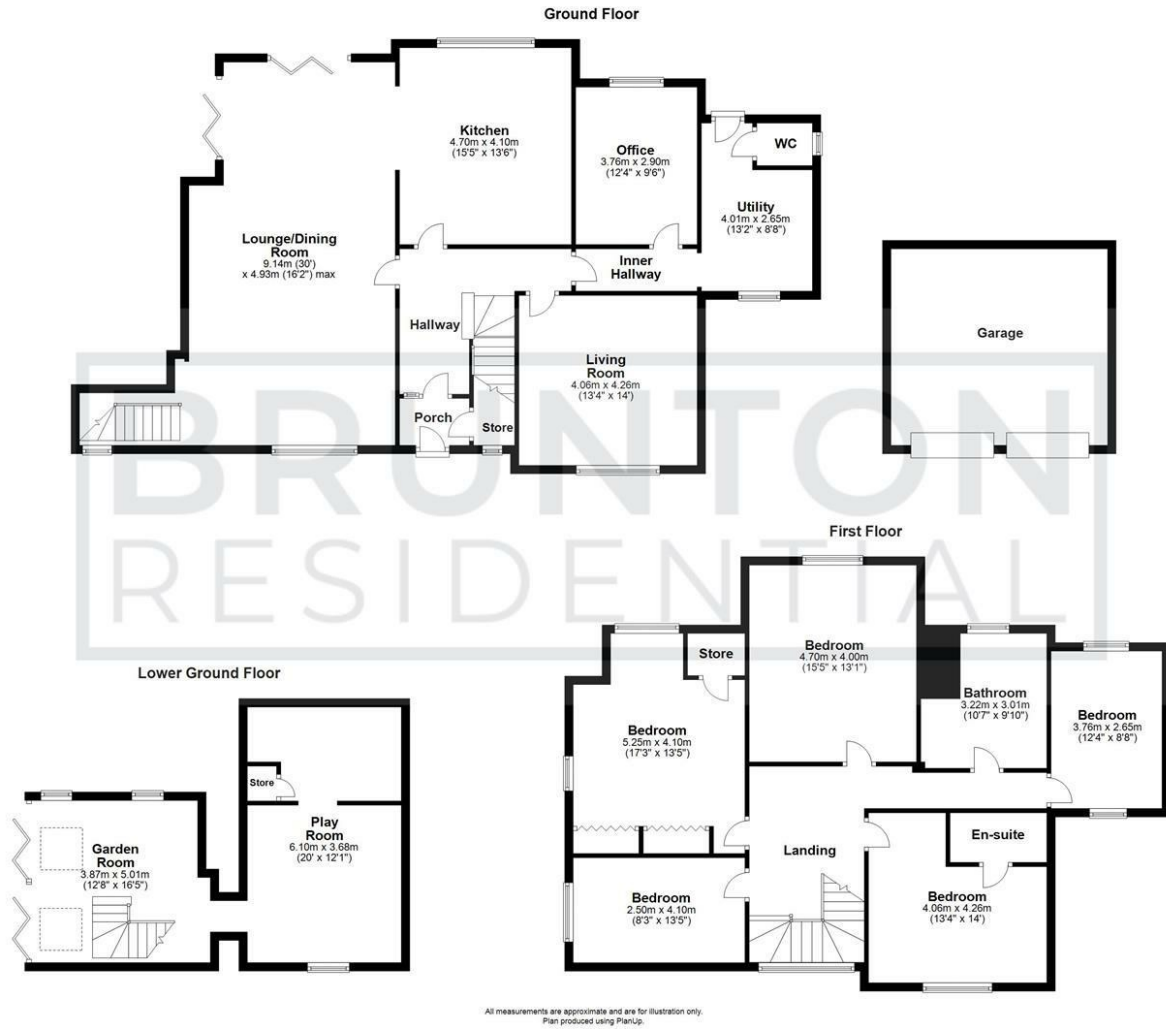 Ground Floor
Kitchen
4.70m x 4.10m
(15'5" x 13'6")
Office
3.76m x 2.90m
(12'4" x 9'6")
WC
Utility
4.01m x 2.65m
(13'2" x 8'8")
Lounge/Dining
Room
9.14m (30')
x 4.93m (16'2") max
Inner
Hallway
Hallway
Living
Room
4.06m x 4.26m
(13'4" x 14')
Porch
Store
Garage
BRUNTON
RESIDENTIAL
First Floor
Store
Bedroom
4.70m x 4.00m
(15'5" x 13'1")
Bathroom
3.22m x 3.01m
(10'7" x 9'10")
Bedroom
3.76m x 2.65m
(12'4" x 8'8")
Bedroom
5.25m x 4.10m
(17'3" x 13'5")
Landing
En-suite
Bedroom
2.50m x 4.10m
(8'3" x 13'5")
Bedroom
4.06m x 4.26m
(13'4" x 14')
Lower Ground Floor
Store
Play
Room
6.10m x 3.68m
(20' x 12'1")
Garden
Room
3.87m x 5.01m
(12'8" x 16'5")
All measurements are approximate and are for illustration only.
Plan produced using PlanUp.